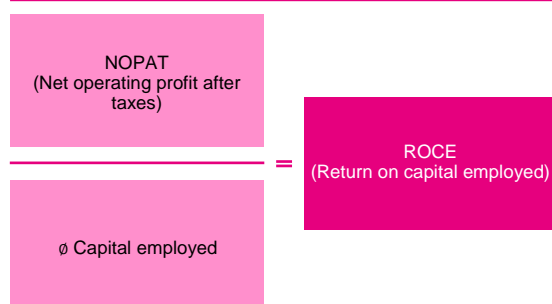 NOPAT
(Net operating profit after
taxes)
=
ROCE
(Return on capital employed)
ø Capital employed